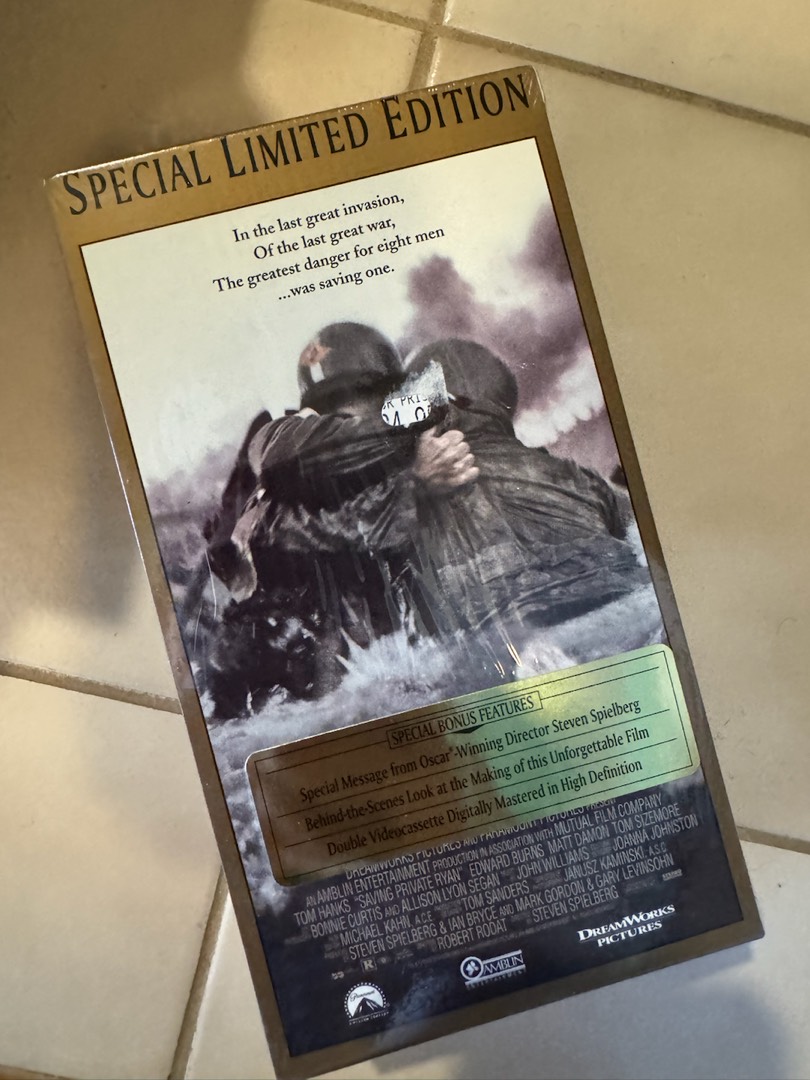 SPECIAL LIMITED EDITION
In the last great invasion,
Of the last great war,
The greatest danger for eight men
...was saving one.
SPECIAL BONUS FEATURES
Special Message from Oscar®-Winning Director Steven Spielberg
Behind-the-Scenes Look at the Making of this Unforgettable Film
Double Videocassette Digitally Mastered in High Definition
DREAMWORKS PICTURES AND PARAMOUNT PICTURES PRESENT
AN AMBLIN ENTERTAINMENT PRODUCTION IN ASSOCIATION WITH MUTUAL FILM COMPANY
TOM HANKS "SAVING PRIVATE RYAN" EDWARD BURNS MATT DAMON TOM SIZEMORE
BONNIE CURTIS AND ALLISON LYON SEGAN JOHN WILLIAMS JOANNA JOHNSTON
MICHAEL KAHN A.C.E. TOM SANDERS JANUSZ KAMINSKI A.S.C.
STEVEN SPIELBERG & IAN BRYCE AND MARK GORDON & GARY LEVINSOHN
ROBERT RODAT STEVEN SPIELBERG
R
DREAMWORKS
PICTURES
AMBLIN
ENTERTAINMENT
Paramount